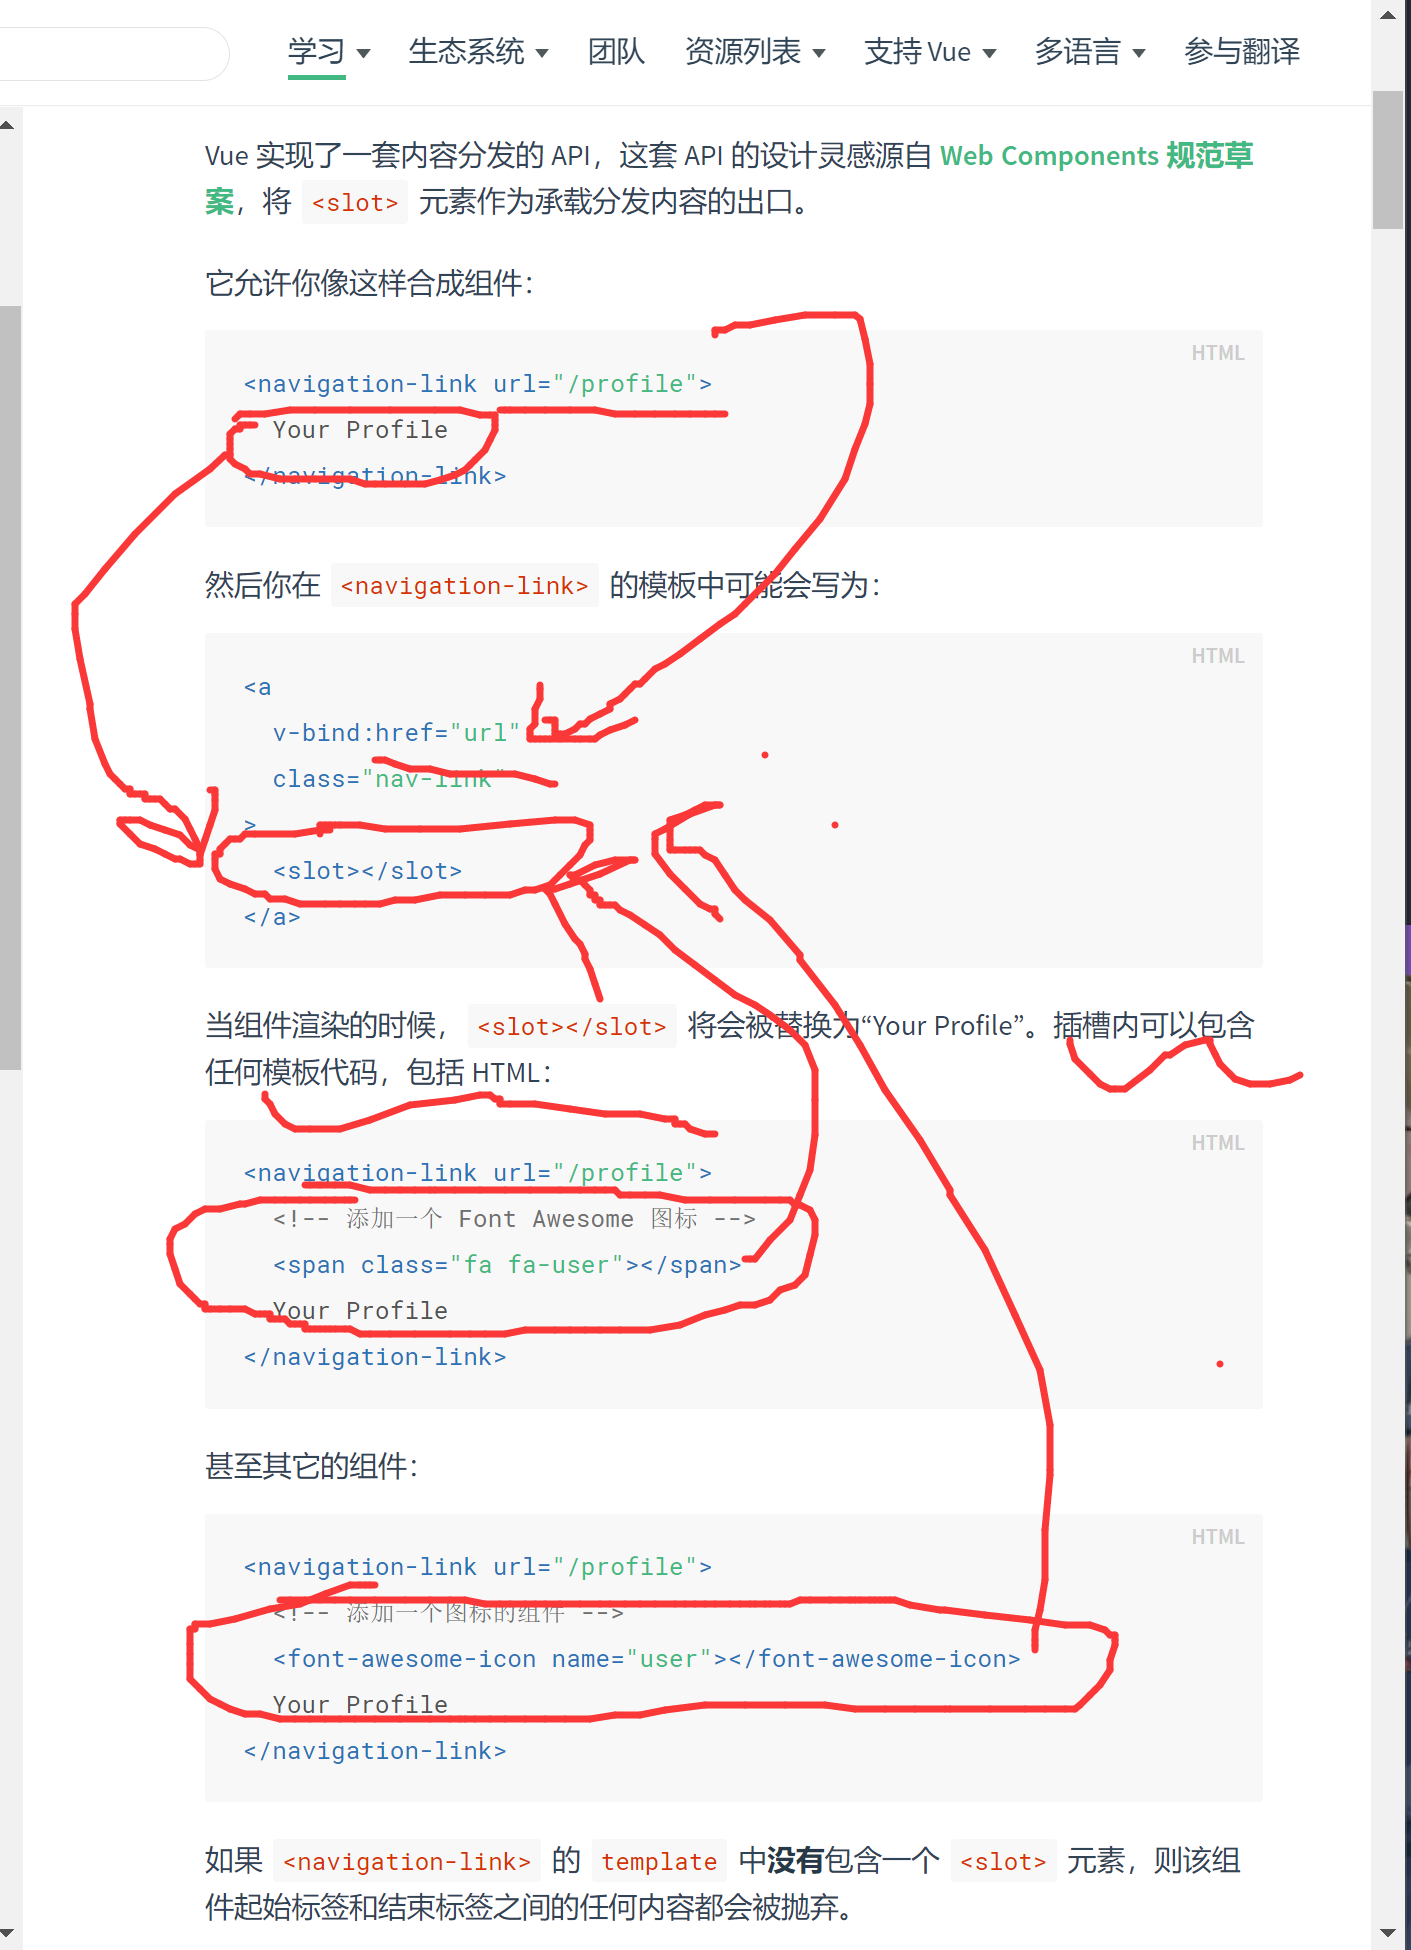 学习 生态系统 团队 资源列表 支持 Vue 多语言 参与翻译
Vue 实现了一套内容分发的 API，这套 API 的设计灵感源自 Web Components 规范草
案，将 <slot> 元素作为承载分发内容的出口。
它允许你像这样合成组件：
HTML
<navigation-link url="/profile">
Your Profile
</navigation-link>
然后你在 <navigation-link> 的模板中可能会写为：
HTML
<a
v-bind:href="url"
class="nav-link"
>
<slot></slot>
</a>
当组件渲染的时候，<slot></slot> 将会被替换为“Your Profile”。插槽内可以包含
任何模板代码，包括 HTML：
HTML
<navigation-link url="/profile">
<!-- 添加一个 Font Awesome 图标 -->
<span class="fa fa-user"></span>
Your Profile
</navigation-link>
甚至其它的组件：
HTML
<navigation-link url="/profile">
<!-- 添加一个图标的组件 -->
<font-awesome-icon name="user"></font-awesome-icon>
Your Profile
</navigation-link>
如果 <navigation-link> 的 template 中没有包含一个 <slot> 元素，则该组
件起始标签和结束标签之间的任何内容都会被抛弃。